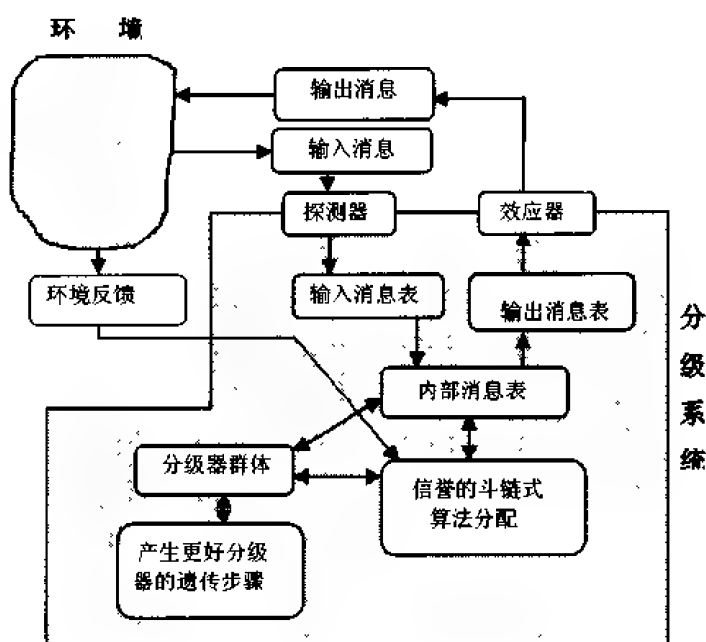 环 境
输出消息
输入消息
探测器
效应器
环境反馈
输入消息表
输出消息表
分级系统
内部消息表
分级器群体
信誉的斗链式
算法分配
产生更好分级
器的遗传步骤